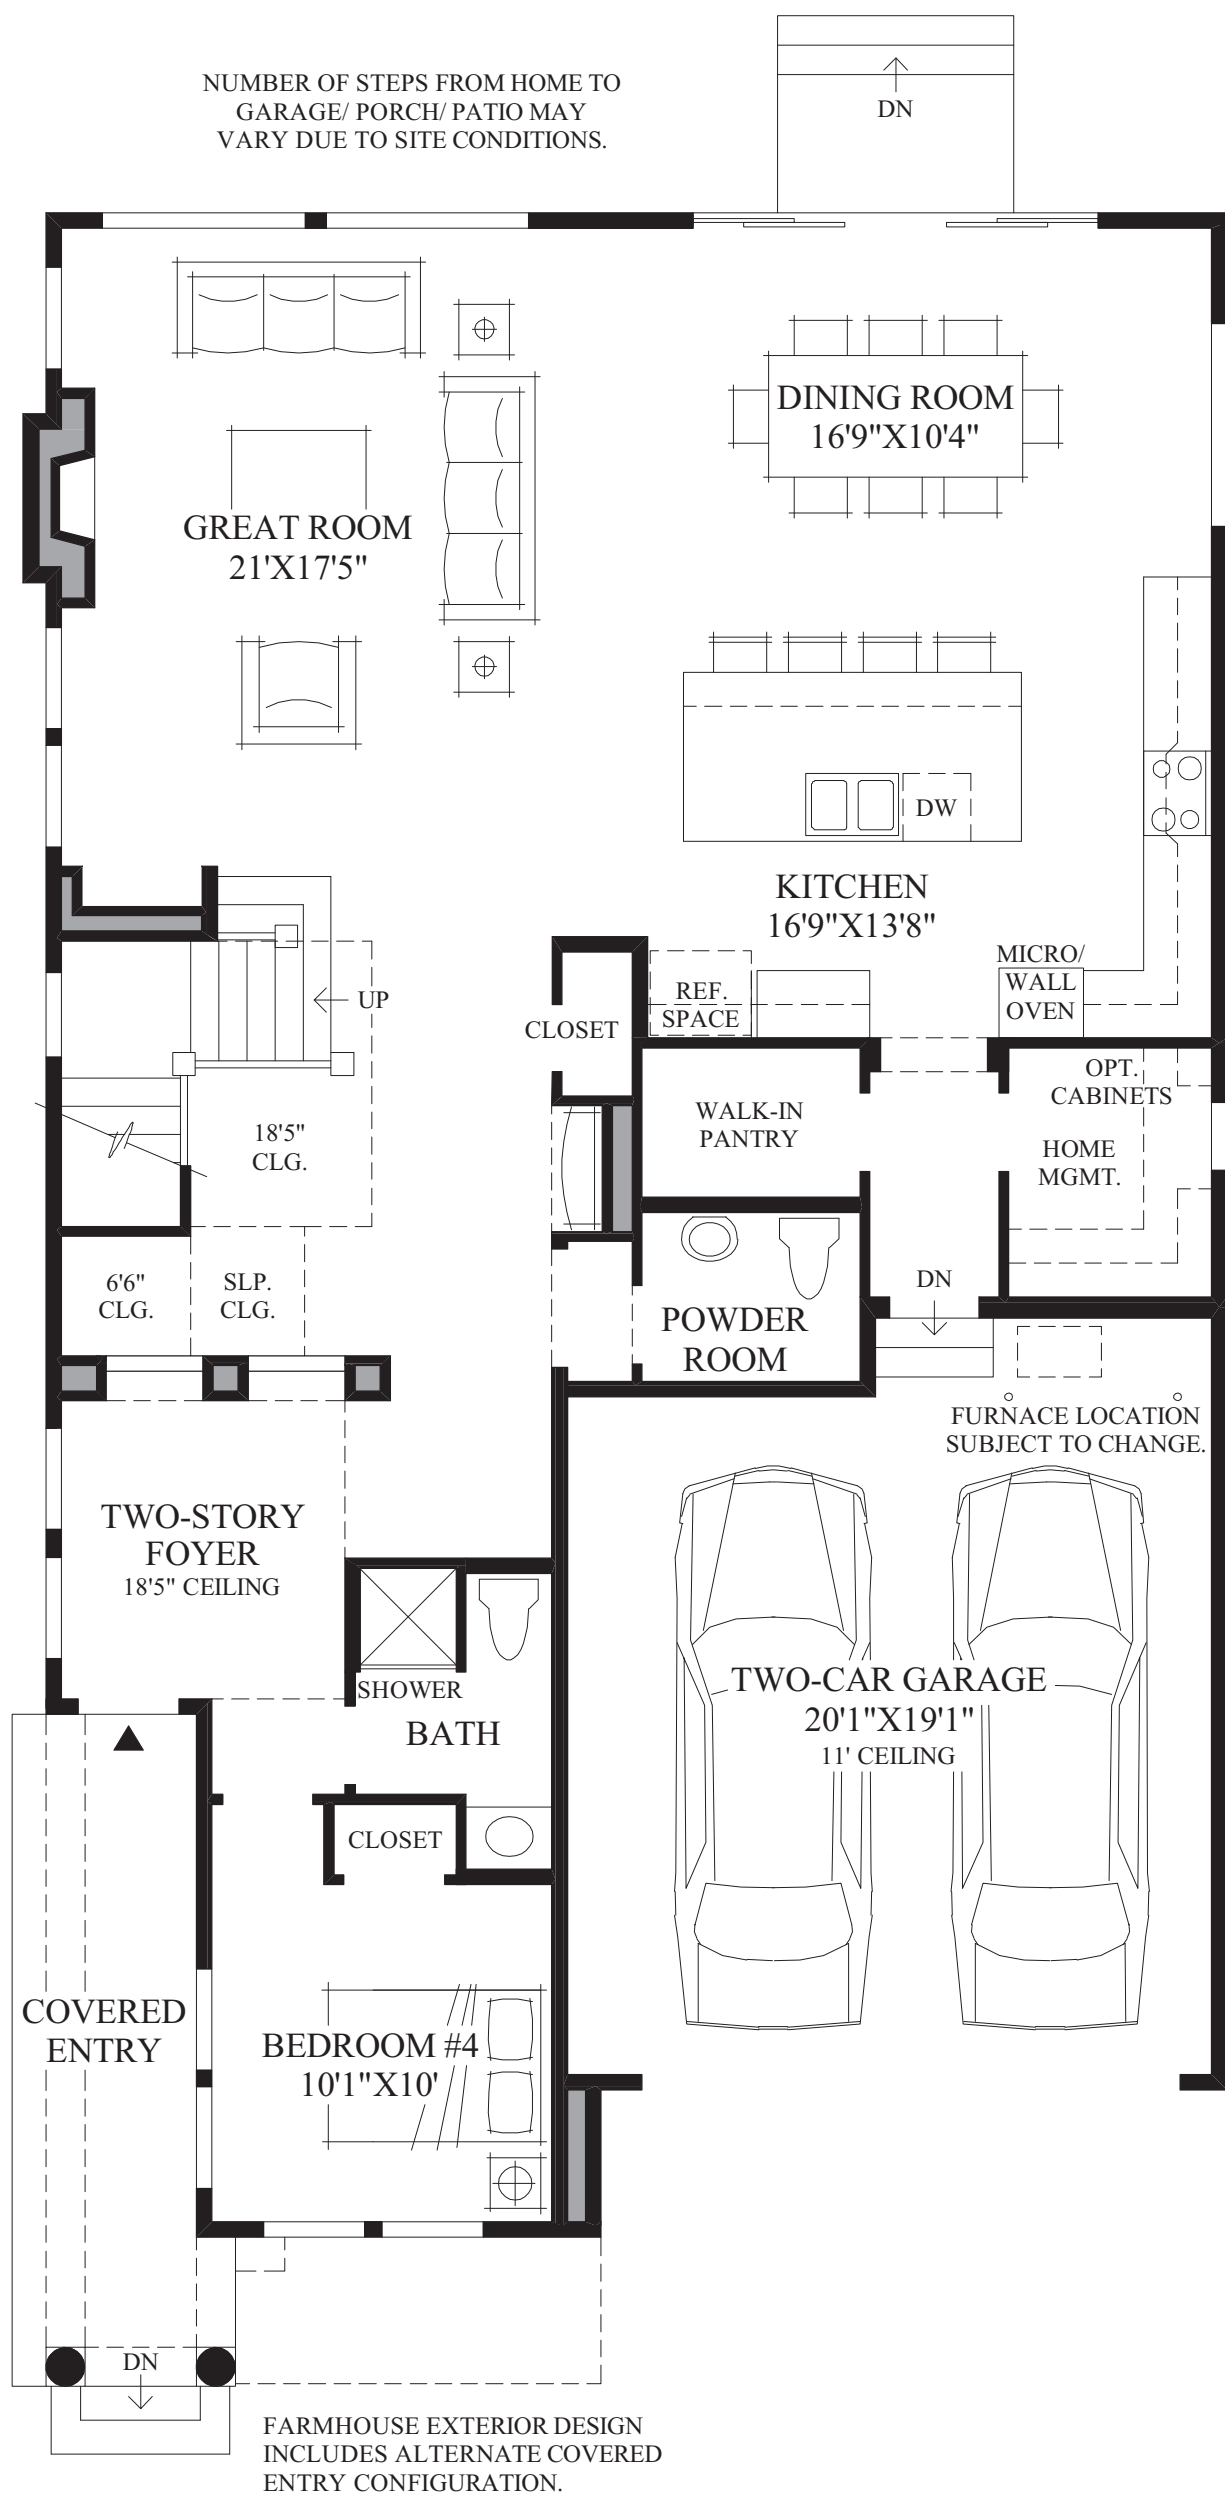 NUMBER OF STEPS FROM HOME TO
GARAGE/ PORCH/ PATIO MAY
VARY DUE TO SITE CONDITIONS.
DN
DINING ROOM
16'9"X10'4"
GREAT ROOM
21'X17'5"
DW
KITCHEN
16'9"X13'8"
MICRO/
WALL
OVEN
REF.
SPACE
UP
CLOSET
OPT.
CABINETS
WALK-IN
PANTRY
18'5"
CLG.
HOME
MGMT.
6'6"
CLG.
SLP.
CLG.
DN
POWDER
ROOM
FURNACE LOCATION
SUBJECT TO CHANGE.
TWO-STORY
FOYER
18'5" CEILING
SHOWER
BATH
TWO-CAR GARAGE
20'1"X19'1"
11' CEILING
CLOSET
COVERED
ENTRY
BEDROOM #4
10'1"X10'
DN
FARMHOUSE EXTERIOR DESIGN
INCLUDES ALTERNATE COVERED
ENTRY CONFIGURATION.